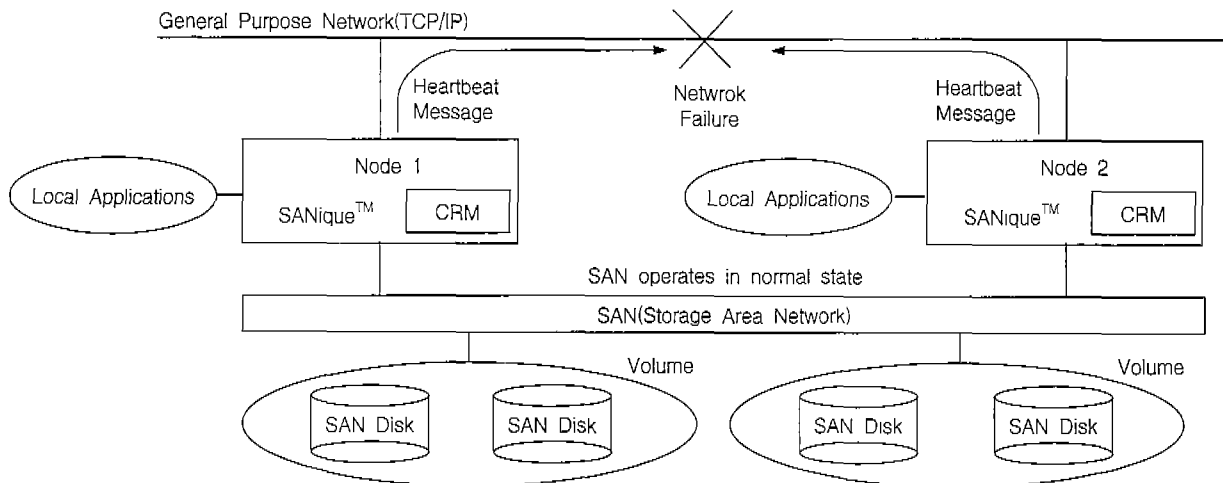 General Purpose Network(TCP/IP)
Heartbeat
Message
Netwrok
Failure
Heartbeat
Message
Local Applications
Node 1
SANique™
CRM
Local Applications
Node 2
SANique™
CRM
SAN operates in normal state
SAN(Storage Area Network)
Volume
SAN Disk
SAN Disk
Volume
SAN Disk
SAN Disk